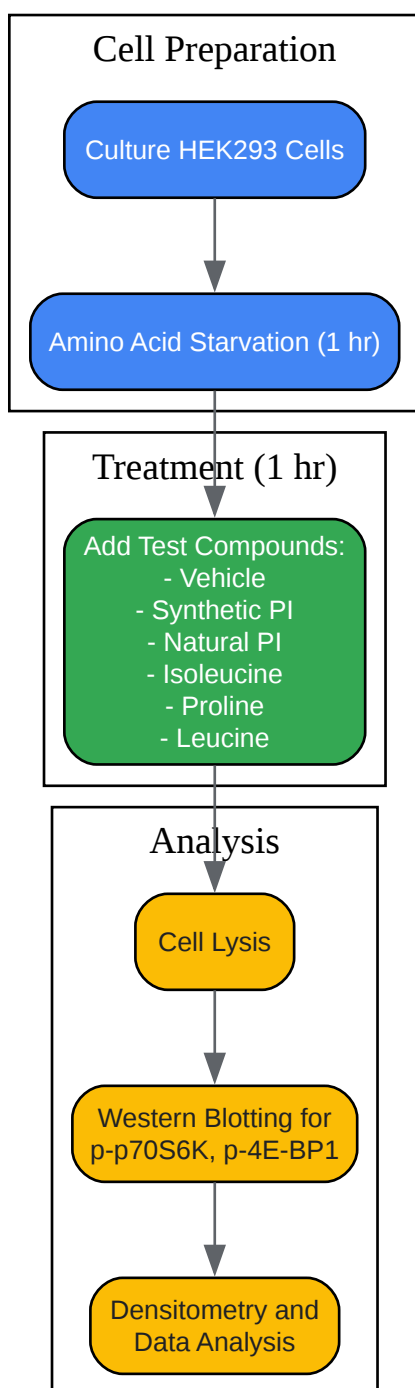 Cell Preparation
Culture HEK293 Cells
Amino Acid Starvation (1 hr)
Treatment (1 hr)
Add Test Compounds:
- Vehicle
- Synthetic PI
- Natural PI
- Isoleucine
- Proline
- Leucine
Analysis
Cell Lysis
Western Blotting for
p-p70S6K, p-4E-BP1
Densitometry and
Data Analysis